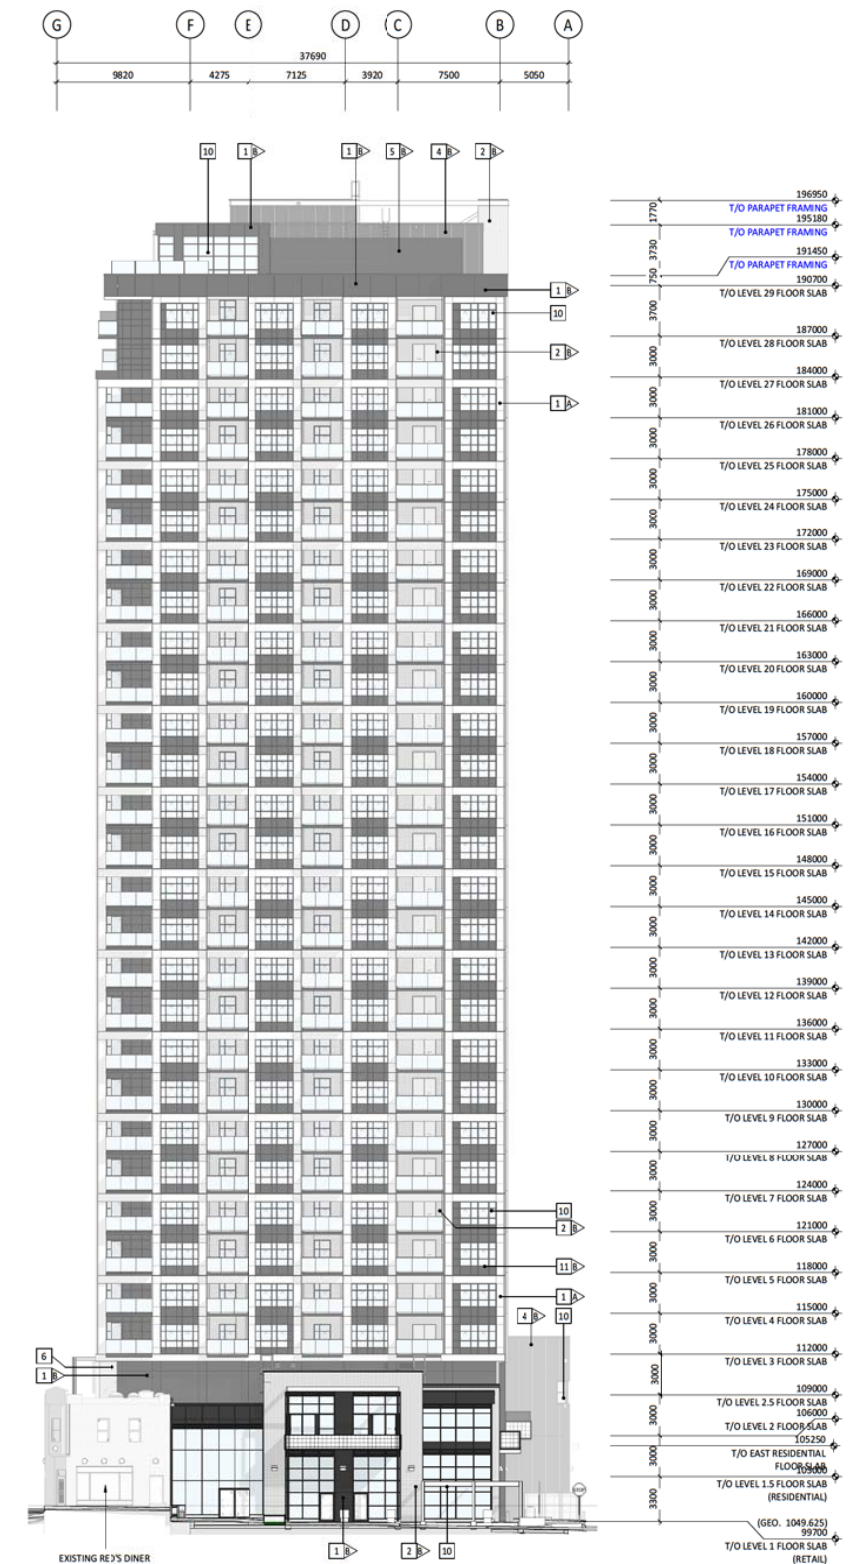 G F E D C B A
37690
9820 4275 7125 3920 7500 5050
10 1 B 1 B 5 B 4 B 2 B
196950
T/O PARAPET FRAMING
1770
195180
T/O PARAPET FRAMING
3730
191450
T/O PARAPET FRAMING
750
190700
T/O LEVEL 29 FLOOR SLAB
1 B
3700
10
187000
T/O LEVEL 28 FLOOR SLAB
2 B
3000
184000
T/O LEVEL 27 FLOOR SLAB
3000
1 A
181000
T/O LEVEL 26 FLOOR SLAB
3000
178000
T/O LEVEL 25 FLOOR SLAB
3000
175000
T/O LEVEL 24 FLOOR SLAB
3000
172000
T/O LEVEL 23 FLOOR SLAB
3000
169000
T/O LEVEL 22 FLOOR SLAB
3000
166000
T/O LEVEL 21 FLOOR SLAB
3000
163000
T/O LEVEL 20 FLOOR SLAB
3000
160000
T/O LEVEL 19 FLOOR SLAB
3000
157000
T/O LEVEL 18 FLOOR SLAB
3000
154000
T/O LEVEL 17 FLOOR SLAB
3000
151000
T/O LEVEL 16 FLOOR SLAB
3000
148000
T/O LEVEL 15 FLOOR SLAB
3000
145000
T/O LEVEL 14 FLOOR SLAB
3000
142000
T/O LEVEL 13 FLOOR SLAB
3000
139000
T/O LEVEL 12 FLOOR SLAB
3000
136000
T/O LEVEL 11 FLOOR SLAB
3000
133000
T/O LEVEL 10 FLOOR SLAB
3000
130000
T/O LEVEL 9 FLOOR SLAB
3000
127000
T/O LEVEL 8 FLOOR SLAB
3000
124000
T/O LEVEL 7 FLOOR SLAB
10
3000
2 B
121000
T/O LEVEL 6 FLOOR SLAB
3000
11 B
118000
T/O LEVEL 5 FLOOR SLAB
3000
1 A
115000
T/O LEVEL 4 FLOOR SLAB
4 B 10
3000
112000
T/O LEVEL 3 FLOOR SLAB
6
1 B
3000
109000
T/O LEVEL 2.5 FLOOR SLAB
3000
106000
T/O LEVEL 2 FLOOR SLAB
105250
T/O EAST RESIDENTIAL
FLOOR SLAB
3000
103000
T/O LEVEL 1.5 FLOOR SLAB
(RESIDENTIAL)
STOP
3300
(GEO. 1049.625)
99700
T/O LEVEL 1 FLOOR SLAB
(RETAIL)
1 B 2 B 10
EXISTING REJ'S DINER